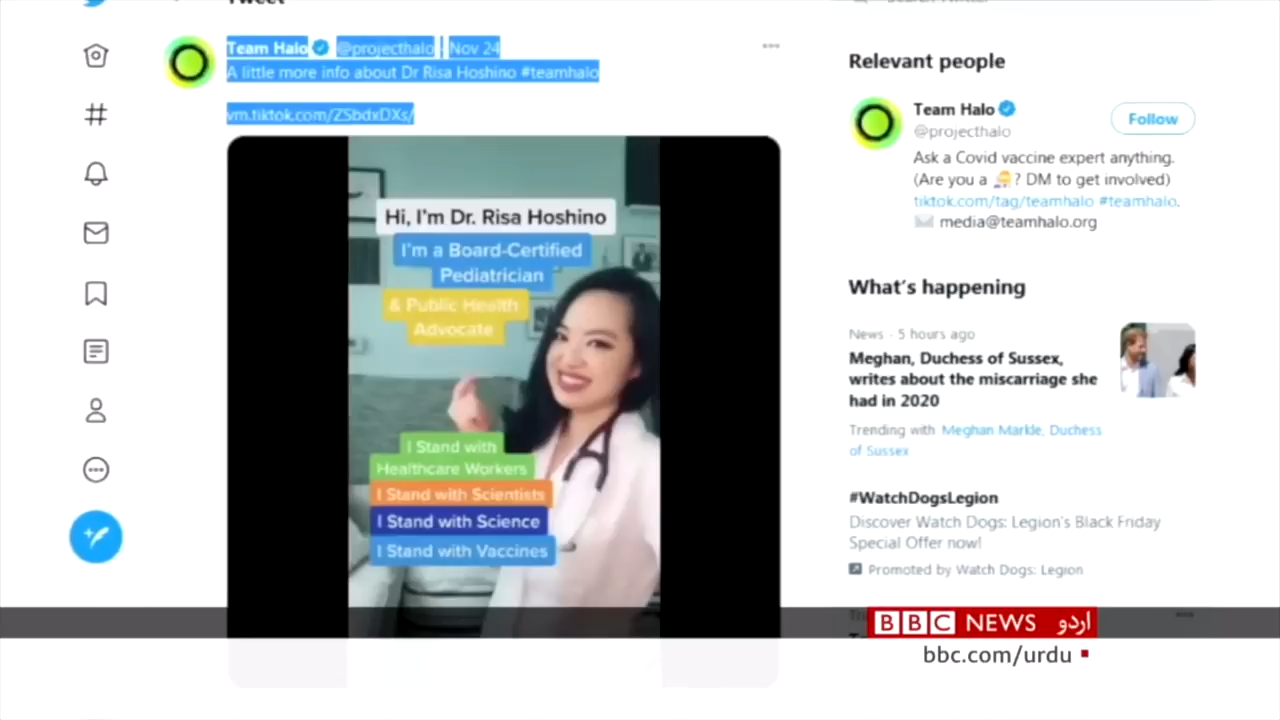 Tweet
Team Halo @projecthalo · Nov 24
A little more info about Dr Risa Hoshino #teamhalo
vm.tiktok.com/ZSbdxDXs/
Hi, I'm Dr. Risa Hoshino
I'm a Board-Certified
Pediatrician
& Public Health
Advocate
I Stand with
Healthcare Workers
I Stand with Scientists
I Stand with Science
I Stand with Vaccines
Search Twitter
Relevant people
Team Halo
@projecthalo
Follow
Ask a Covid vaccine expert anything.
(Are you a ? DM to get involved)
tiktok.com/tag/teamhalo #teamhalo.
media@teamhalo.org
What's happening
News · 5 hours ago
Meghan, Duchess of Sussex,
writes about the miscarriage she
had in 2020
Trending with Meghan Markle, Duchess
of Sussex
#WatchDogsLegion
Discover Watch Dogs: Legion's Black Friday
Special Offer now!
Promoted by Watch Dogs: Legion
BBC NEWS اردو
bbc.com/urdu